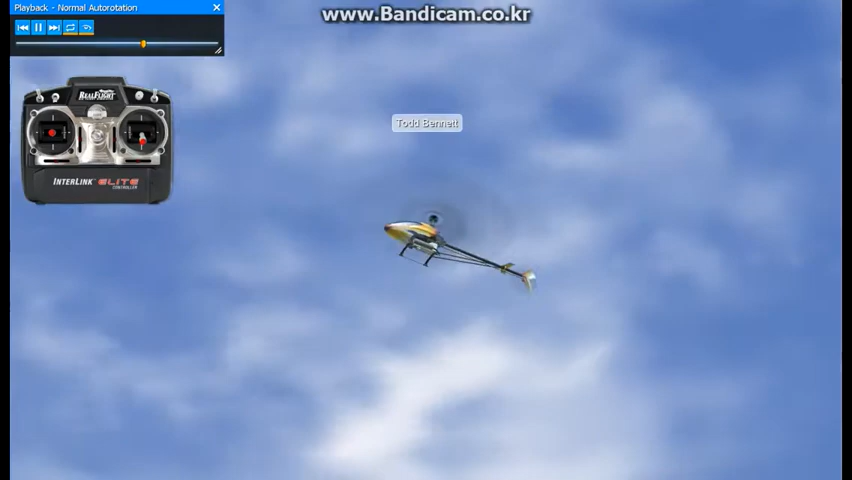 Playback - Normal Autorotation
www.Bandicam.co.kr
REALFLIGHT
Todd Bennett
INTERLINK ELITE
CONTROLLER